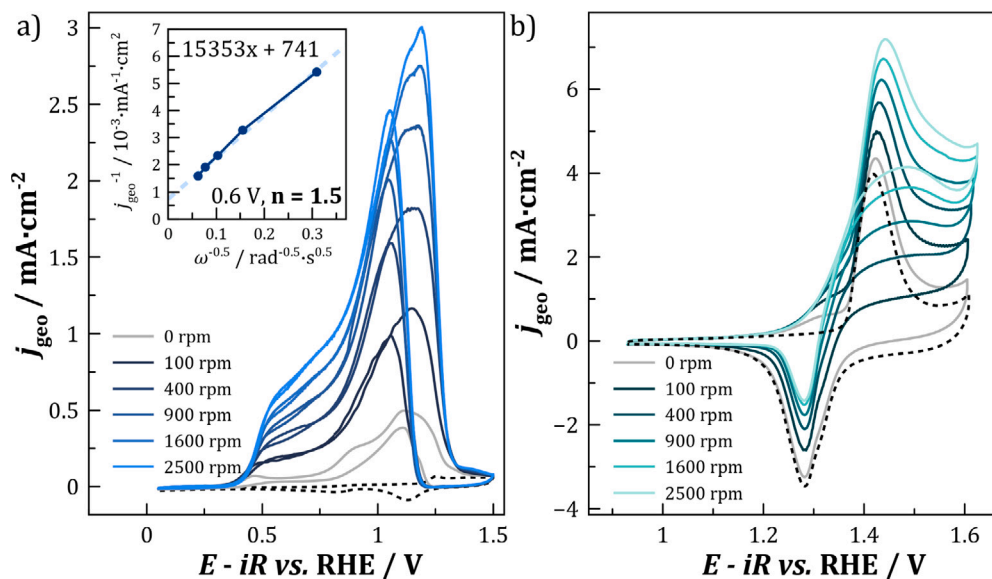 a)
j_geo / mA·cm⁻²
3
2.5
2
1.5
1
0.5
0
0
0.5
1
1.5
E - iR vs. RHE / V
0 rpm
100 rpm
400 rpm
900 rpm
1600 rpm
2500 rpm
j_geo⁻¹ / 10⁻³·mA⁻¹·cm²
7
6
5
4
3
2
1
0
15353x + 741
0.6 V, n = 1.5
0
0.1
0.2
0.3
ω⁻⁰·⁵ / rad⁻⁰·⁵·s⁰·⁵
b)
j_geo / mA·cm⁻²
6
4
2
0
−2
−4
0 rpm
100 rpm
400 rpm
900 rpm
1600 rpm
2500 rpm
1
1.2
1.4
1.6
E - iR vs. RHE / V